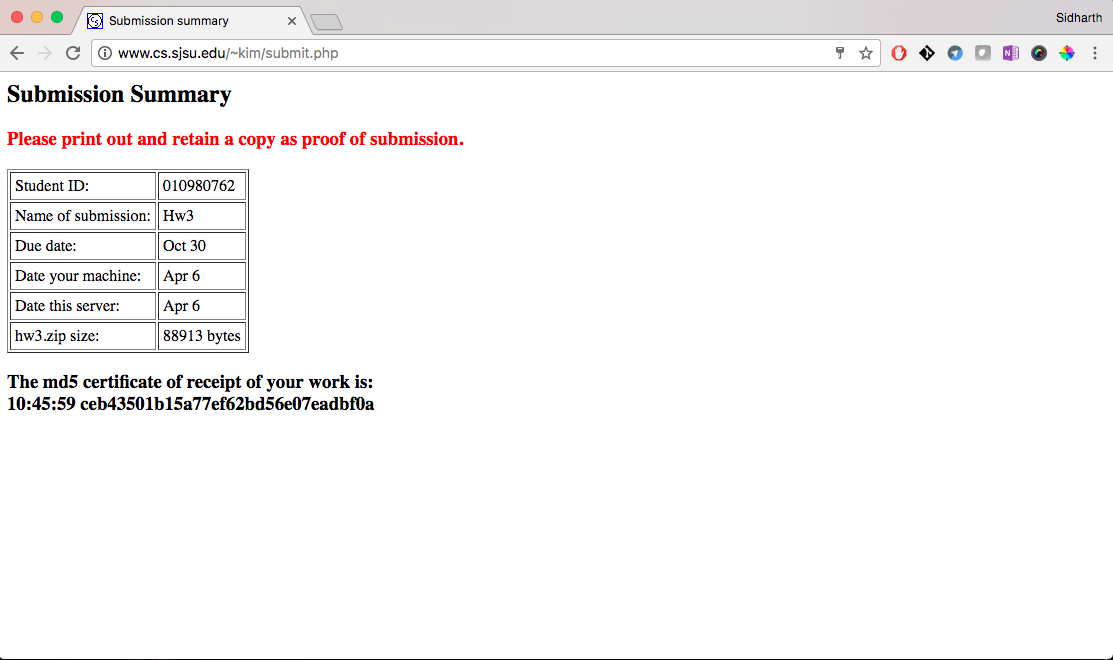 Submission summary
Sidharth
www.cs.sjsu.edu/~kim/submit.php
Submission Summary
Please print out and retain a copy as proof of submission.
Student ID: 010980762
Name of submission: Hw3
Due date: Oct 30
Date your machine: Apr 6
Date this server: Apr 6
hw3.zip size: 88913 bytes
The md5 certificate of receipt of your work is:
10:45:59 ceb43501b15a77ef62bd56e07eadbf0a